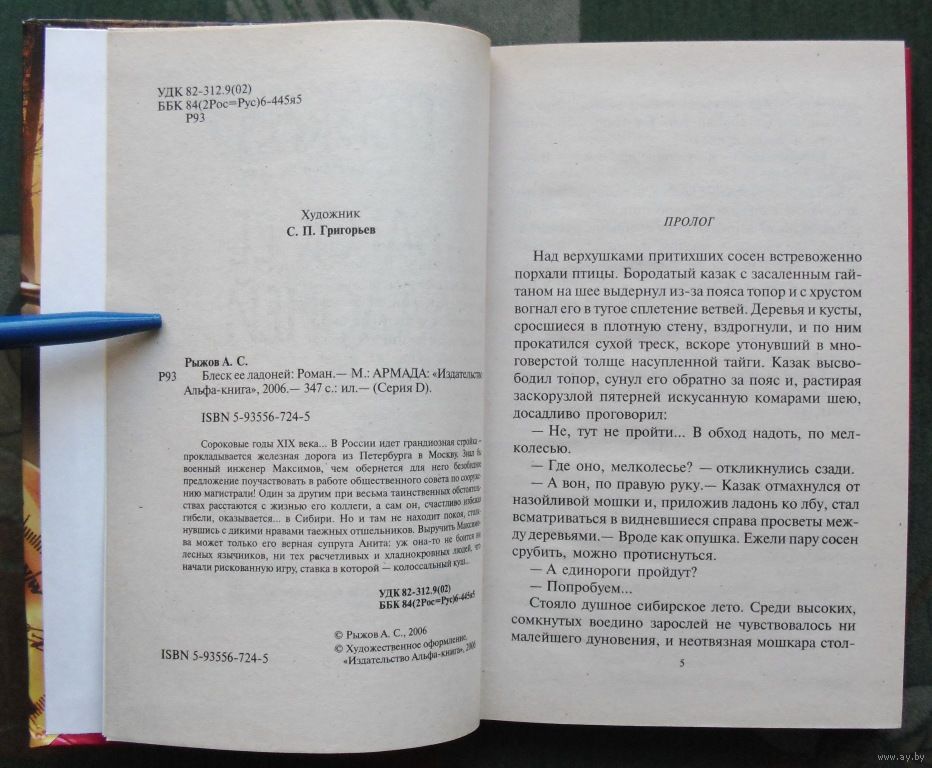 УДК 82-312.9(02)
ББК 84(2Рос=Рус)6-445я5
Р93
Художник
С. П. Григорьев
Рыжов А. С.
Р93 Блеск ее ладоней: Роман.— М.: АРМАДА: «Издательство
Альфа-книга», 2006.— 347 с.: ил.— (Серия D).
ISBN 5-93556-724-5
Сороковые годы XIX века... В России идет грандиозная стройка –
прокладывается железная дорога из Петербурга в Москву. Знал бы
военный инженер Максимов, чем обернется для него безобидное
предложение поучаствовать в работе общественного совета по сооруже-
нию магистрали! Один за другим при весьма таинственных обстоятель-
ствах расстаются с жизнью его коллеги, а сам он, счастливо избежав
гибели, оказывается... в Сибири. Но и там не находит покоя, столк-
нувшись с дикими нравами таежных отшельников. Выручить Максимо-
ва может только его верная супруга Анита: уж она-то не боится ни
лесных язычников, ни тех расчетливых и хладнокровных людей, что
начали рискованную игру, ставка в которой — колоссальный куш...
УДК 82-312.9(02)
ББК 84(2Рос=Рус)6-445я5
© Рыжов А. С., 2006
© Художественное оформление,
«Издательство Альфа-книга», 2006
ISBN 5-93556-724-5
ПРОЛОГ
Над верхушками притихших сосен встревоженно
порхали птицы. Бородатый казак с засаленным гай-
таном на шее выдернул из-за пояса топор и с хрустом
вогнал его в тугое сплетение ветвей. Деревья и кусты,
сросшиеся в плотную стену, вздрогнули, и по ним
прокатился сухой треск, вскоре утонувший в мно-
говерстой толще насупленной тайги. Казак высво-
бодил топор, сунул его обратно за пояс и, растирая
заскорузлой пятерней искусанную комарами шею,
досадливо проговорил:
— Не, тут не пройти... В обход надоть, по мел-
колесью.
— Где оно, мелколесье? — откликнулись сзади.
— А вон, по правую руку.— Казак отмахнулся от
назойливой мошки и, приложив ладонь ко лбу, стал
всматриваться в видневшиеся справа просветы меж-
ду деревьями.— Вроде как опушка. Ежели пару сосен
срубить, можно протиснуться.
— А единороги пройдут?
— Попробуем...
Стояло душное сибирское лето. Среди высоких,
сомкнутых воедино зарослей не чувствовалось ни
малейшего дуновения, и неотвязная мошкара стол-
5
www.ay.by